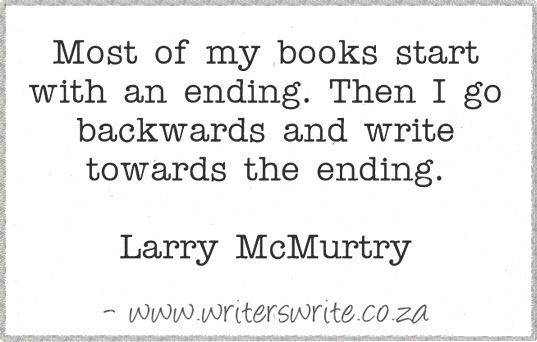 Most of my books start
with an ending. Then I go
backwards and write
towards the ending.
Larry McMurtry
- www.writerswrite.co.za